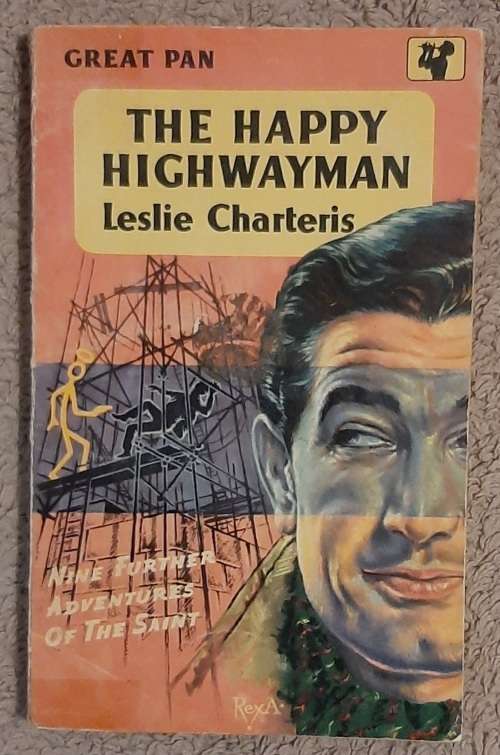 GREAT PAN
THE HAPPY
HIGHWAYMAN
Leslie Charteris
NINE FURTHER
ADVENTURES
OF THE SAINT
RexA.